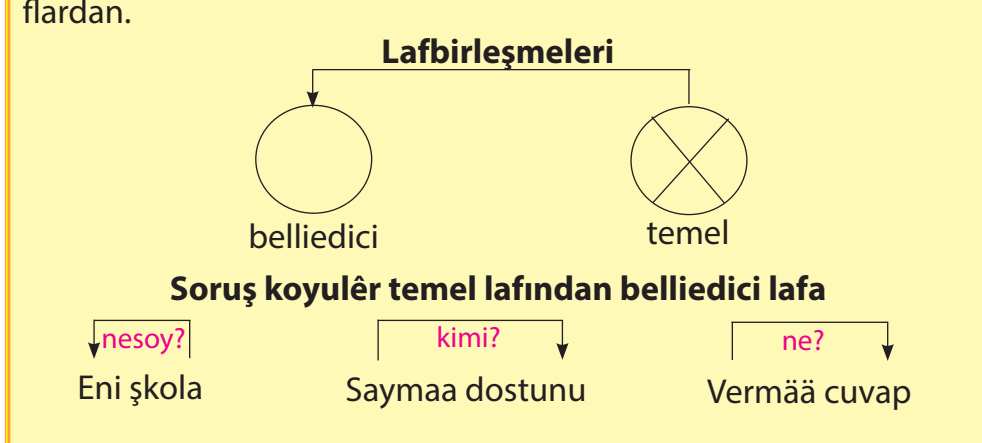 flardan.
Lafbirleşmeleri
belliedici temel
Soruş koyulêr temel lafından belliedici lafa
nesoy? kimi? ne?
Eni şkola Saymaa dostunu Vermää cuvap